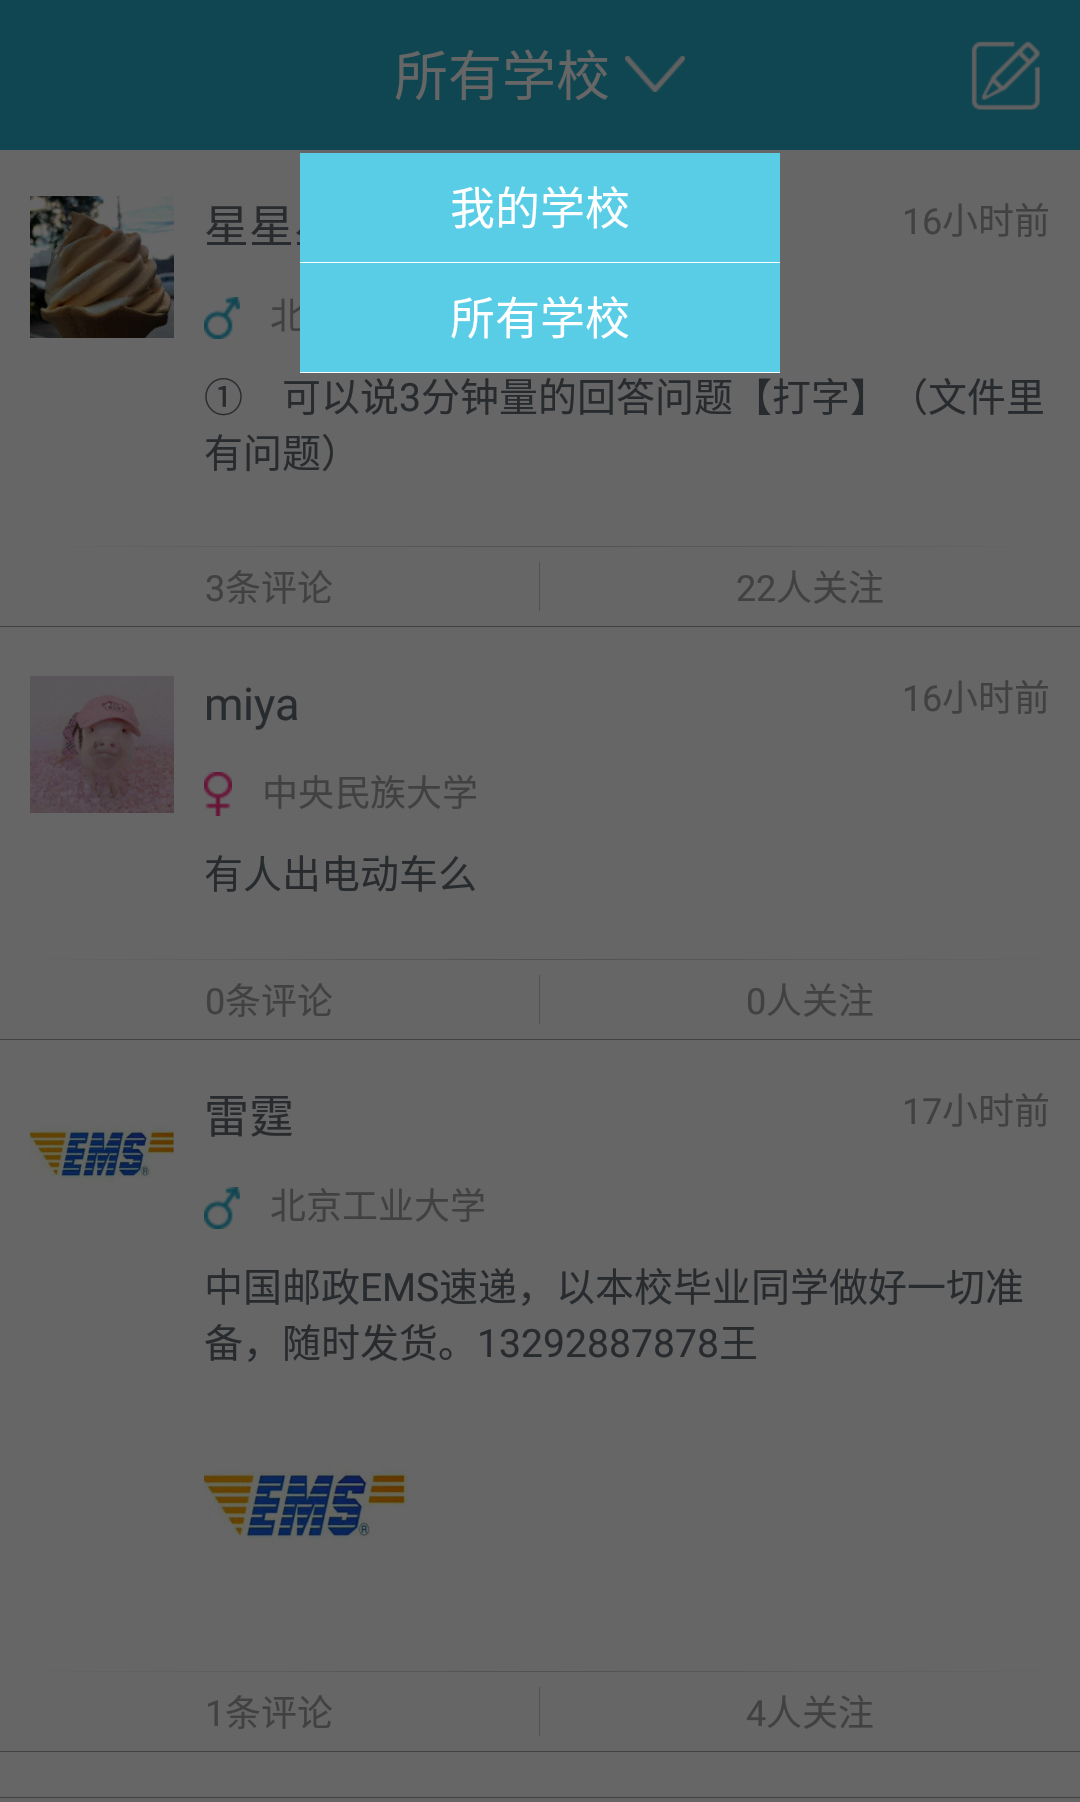 所有学校
我的学校
所有学校
星星
16小时前
北
① 可以说3分钟量的回答问题【打字】（文件里
有问题）
3条评论
22人关注
miya
16小时前
中央民族大学
有人出电动车么
0条评论
0人关注
雷霆
17小时前
EMS®
北京工业大学
中国邮政EMS速递，以本校毕业同学做好一切准
备，随时发货。13292887878王
EMS®
1条评论
4人关注